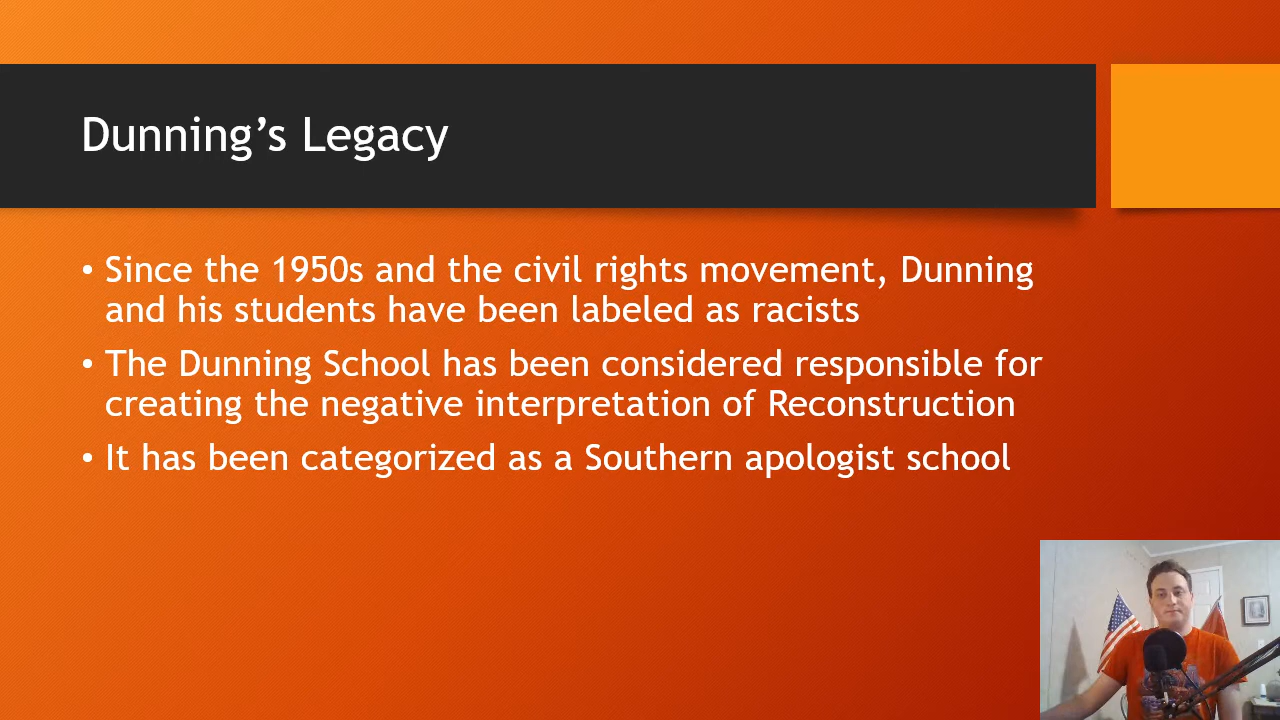 Dunning’s Legacy
• Since the 1950s and the civil rights movement, Dunning
and his students have been labeled as racists
• The Dunning School has been considered responsible for
creating the negative interpretation of Reconstruction
• It has been categorized as a Southern apologist school